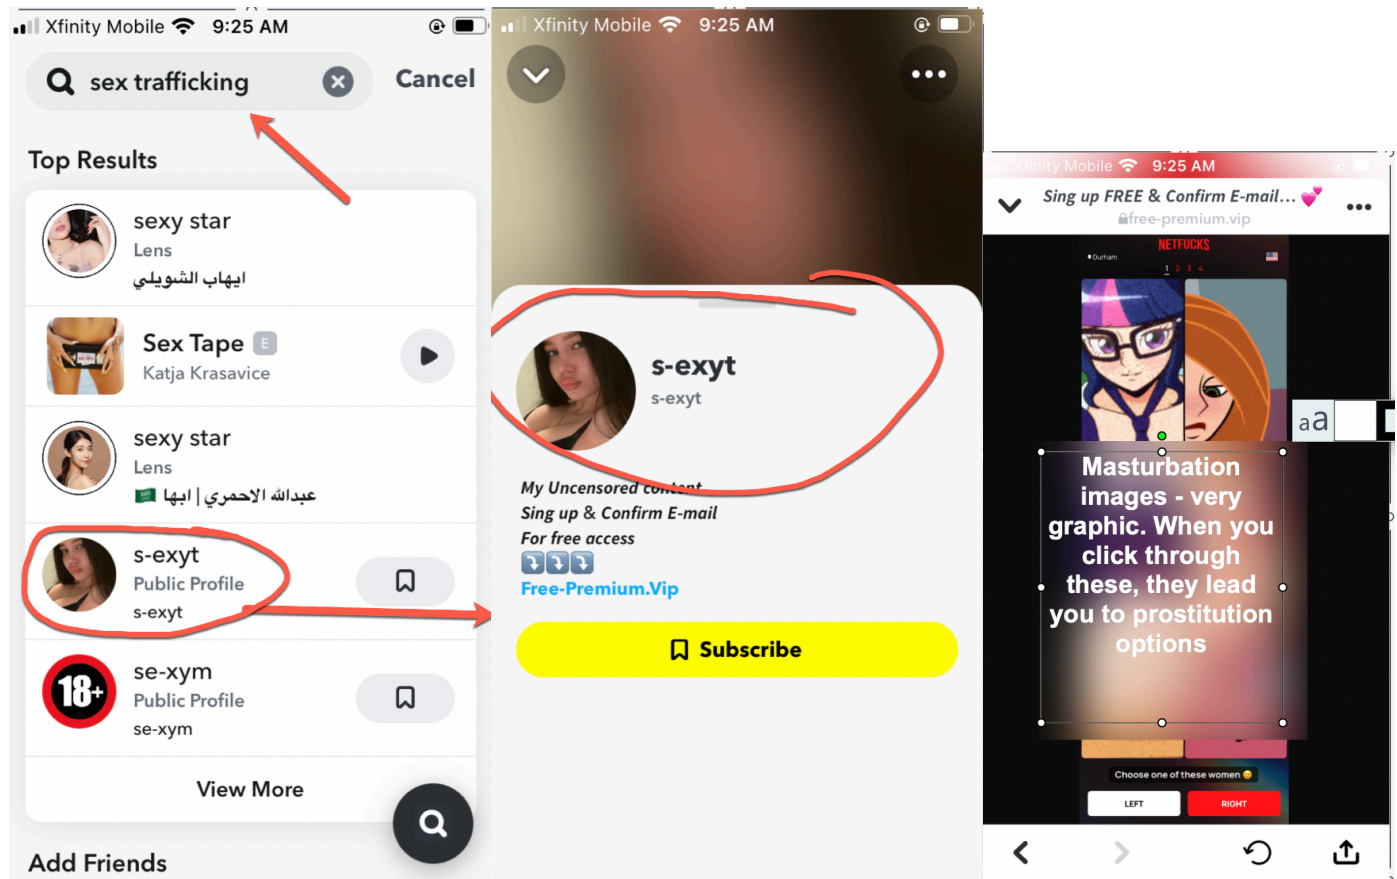 Xfinity Mobile 9:25 AM
sex trafficking
Cancel
Top Results
sexy star
Lens
ايهاب الشويلي
Sex Tape E
Katja Krasavice
sexy star
Lens
عبدالله الاحمري | ابها
s-exyt
Public Profile
s-exyt
18+
se-xym
Public Profile
se-xym
View More
Add Friends
Xfinity Mobile 9:25 AM
s-exyt
s-exyt
My Uncensored content
Sing up & Confirm E-mail
For free access
Free-Premium.Vip
Subscribe
Xfinity Mobile 9:25 AM
Sing up FREE & Confirm E-mail...
free-premium.vip
NETFUCKS
Durham
1 2 3 4
aa
Masturbation
images - very
graphic. When you
click through
these, they lead
you to prostitution
options
Choose one of these women
LEFT
RIGHT